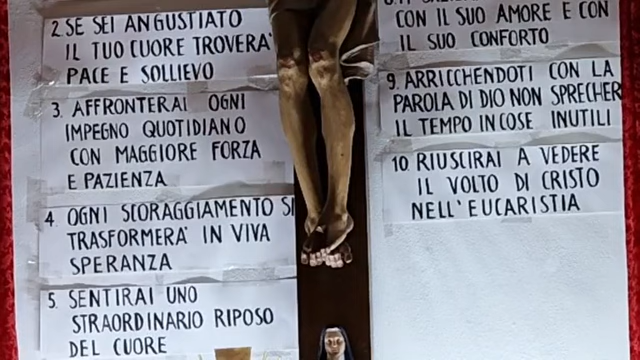 2. SE SEI ANGUSTIATO
IL TUO CUORE TROVERA'
PACE E SOLLIEVO
3. AFFRONTERAI OGNI
IMPEGNO QUOTIDIANO
CON MAGGIORE FORZA
E PAZIENZA
4. OGNI SCORAGGIAMENTO SI
TRASFORMERA' IN VIVA
SPERANZA
5. SENTIRAI UNO
STRAORDINARIO RIPOSO
DEL CUORE
CON IL SUO AMORE E CON
IL SUO CONFORTO
9. ARRICCHENDOTI CON LA
PAROLA DI DIO NON SPRECHER
IL TEMPO IN COSE INUTILI
10. RIUSCIRAI A VEDERE
IL VOLTO DI CRISTO
NELL'EUCARISTIA